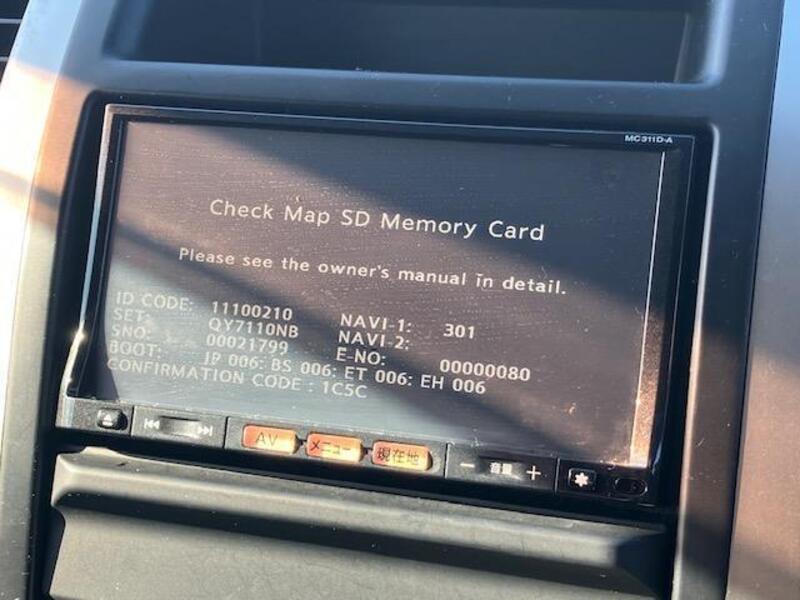 MC311D-A
Check Map SD Memory Card
Please see the owner's manual in detail.
ID CODE: 11100210 NAVI-1: 301
SET: QY7110NB NAVI-2:
SNO: 00021799 E-NO: 00000080
BOOT: IP 006: BS 006: ET 006: EH 006
CONFIRMATION CODE : 1C5C
AV メニュー 現在地 − 音量 +